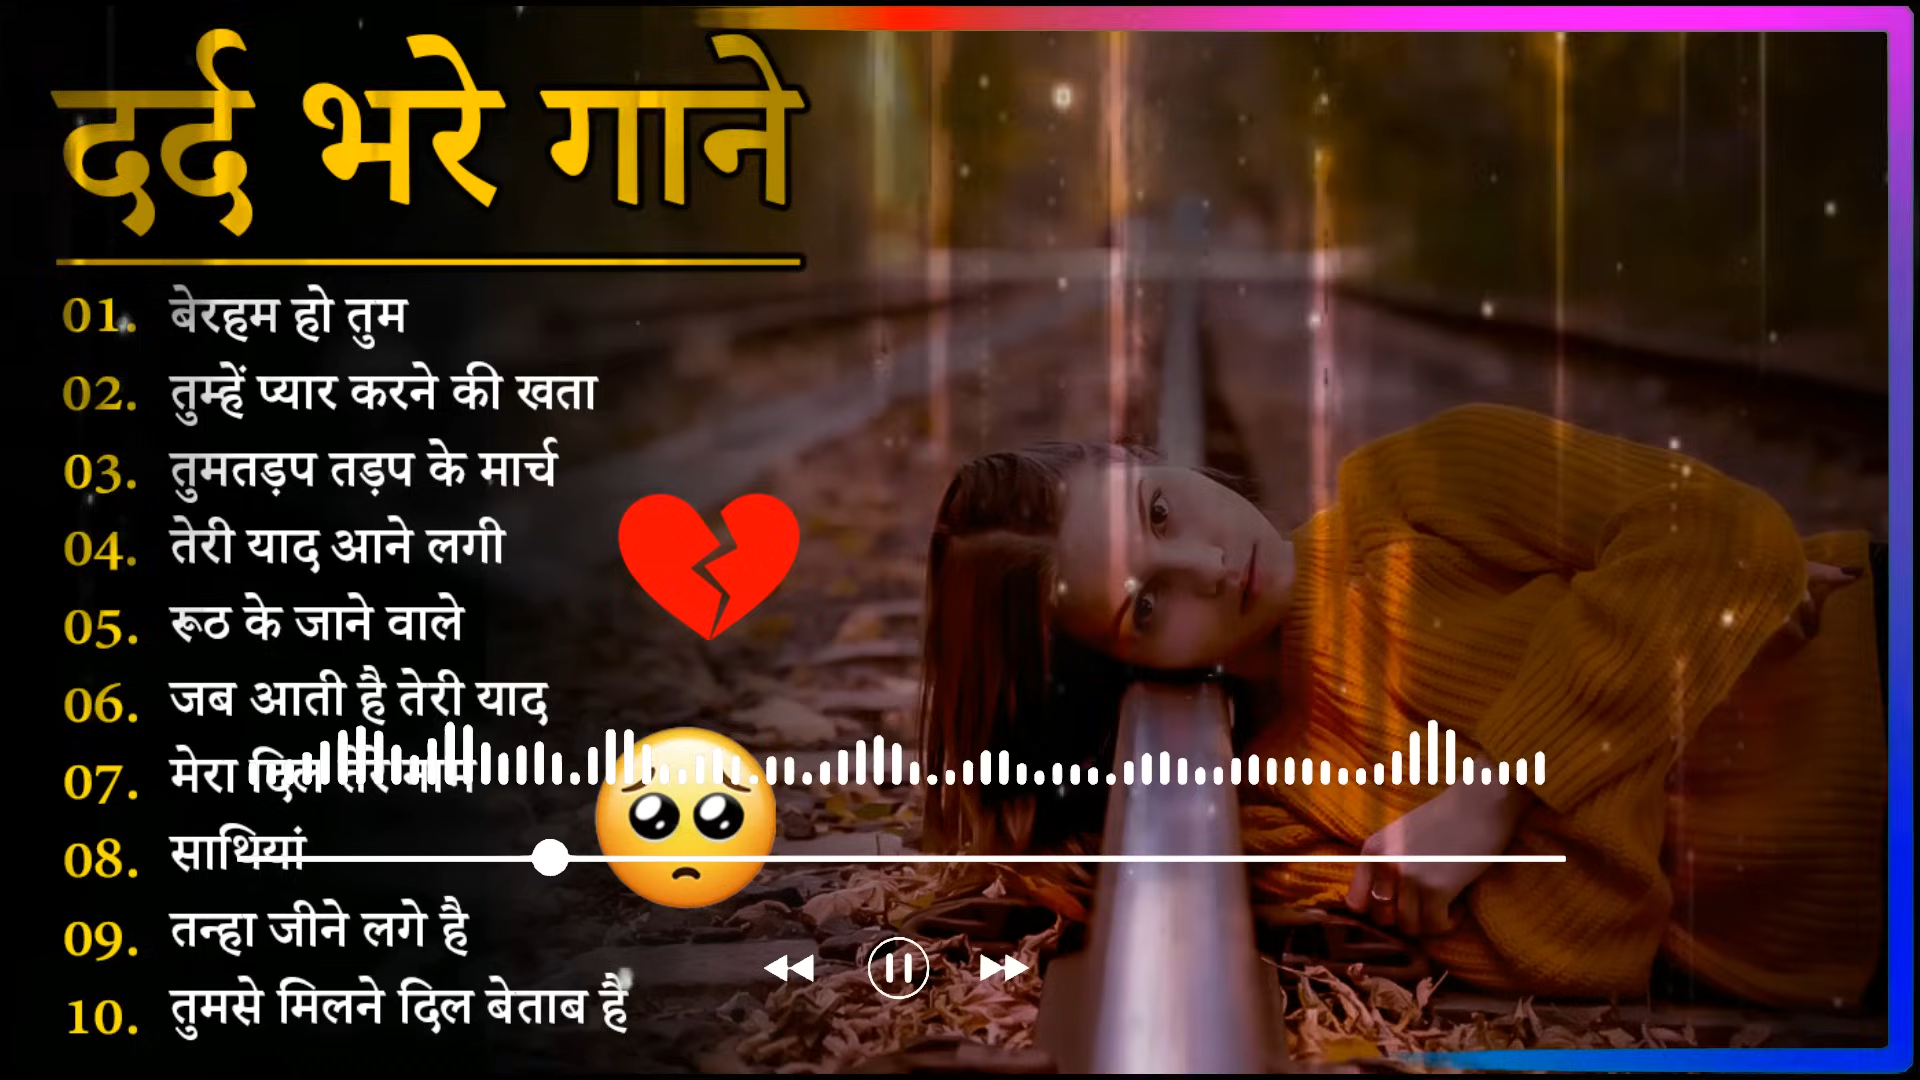 दर्द भरे गाने
01. बेरहम हो तुम
02. तुम्हें प्यार करने की खता
03. तुमतड़प तड़प के मार्च
04. तेरी याद आने लगी
05. रूठ के जाने वाले
06. जब आती है तेरी याद
07. मेरा दिल तेरे नाम
08. साथियां
09. तन्हा जीने लगे है
10. तुमसे मिलने दिल बेताब है